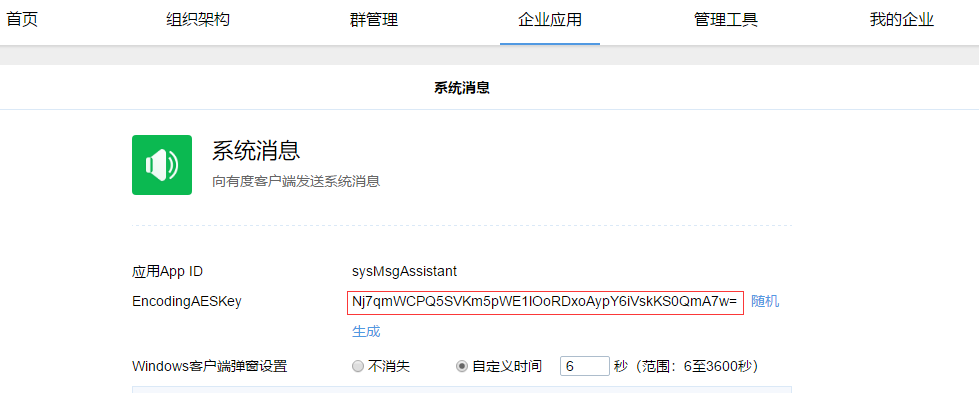 首页 组织架构 群管理 企业应用 管理工具 我的企业
系统消息
系统消息
向有度客户端发送系统消息
应用App ID sysMsgAssistant
EncodingAESKey Nj7qmWCPQ5SVKm5pWE1IOoRDxoAypY6iVskKS0QmA7w= 随机
生成
Windows客户端弹窗设置 不消失 自定义时间 6 秒（范围：6至3600秒）